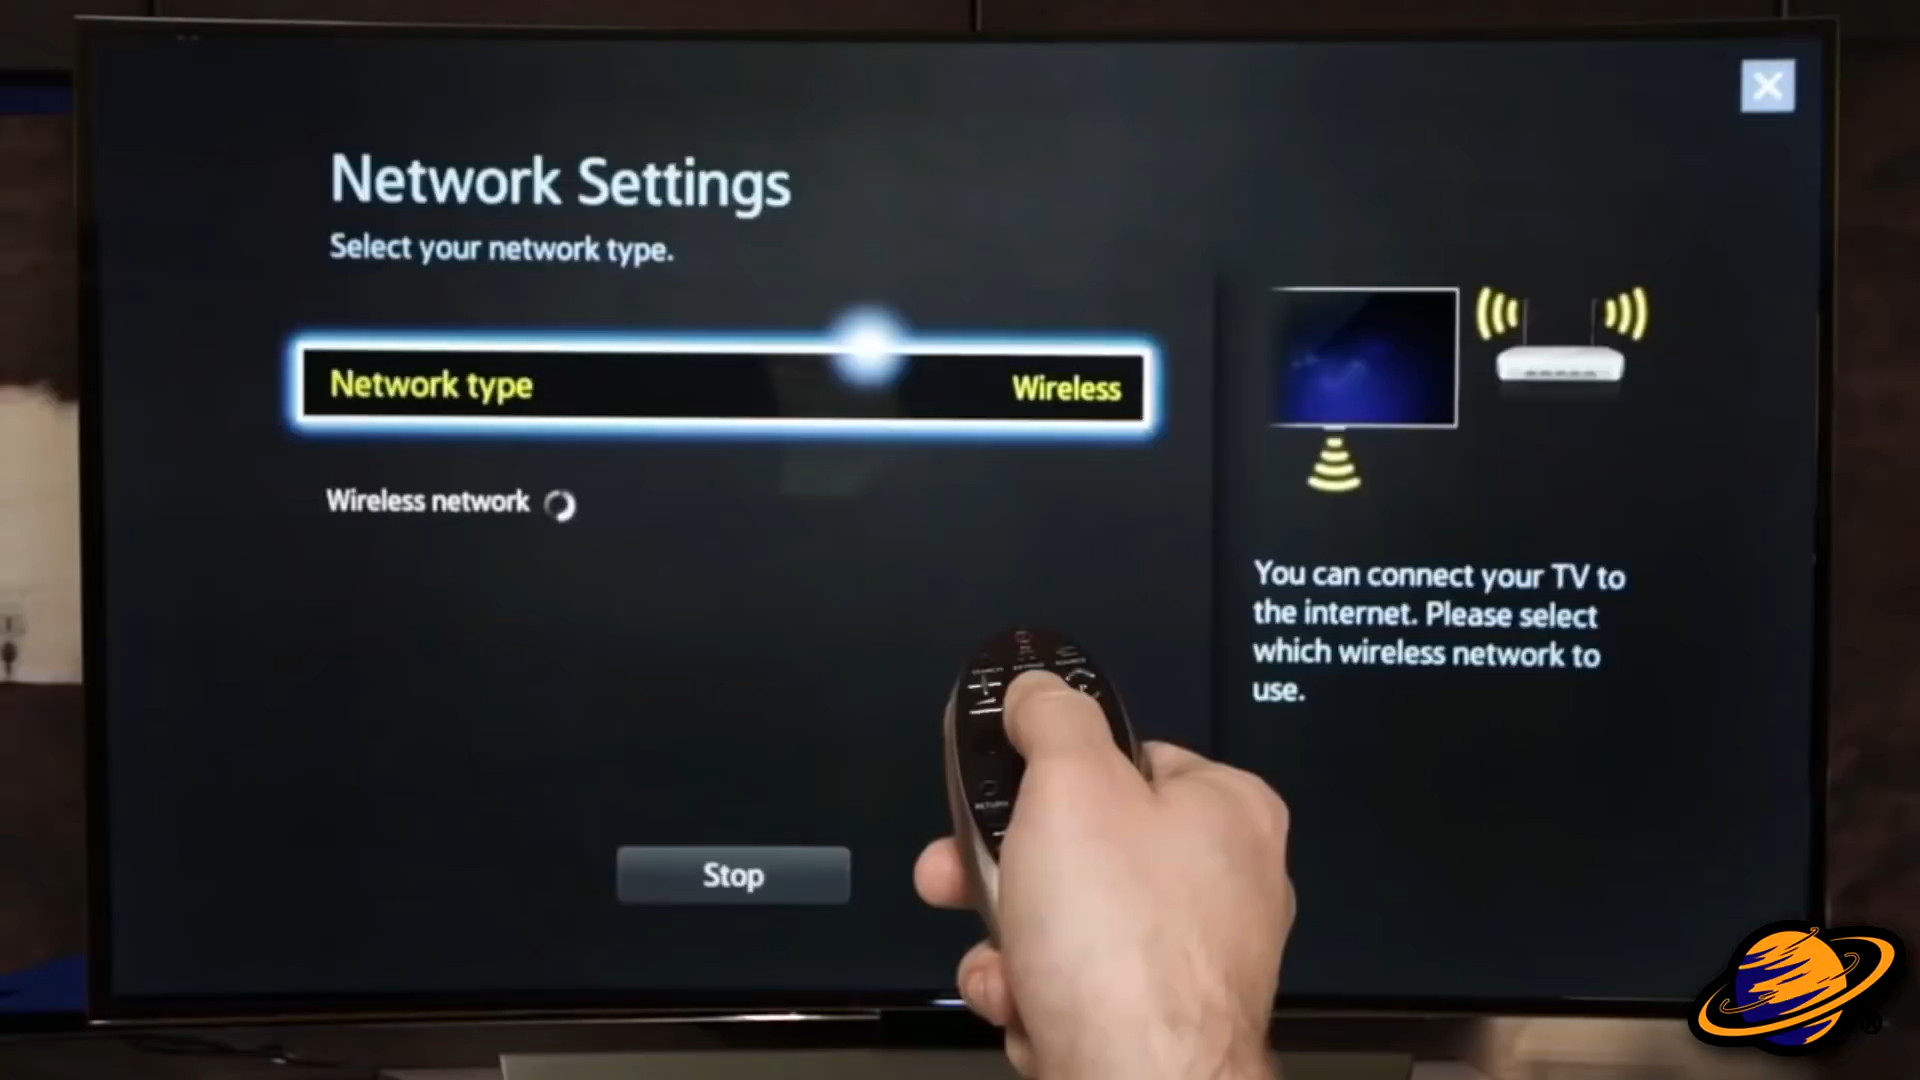 Network Settings
Select your network type.
Network type Wireless
Wireless network
Stop
You can connect your TV to
the internet. Please select
which wireless network to
use.
RETURN